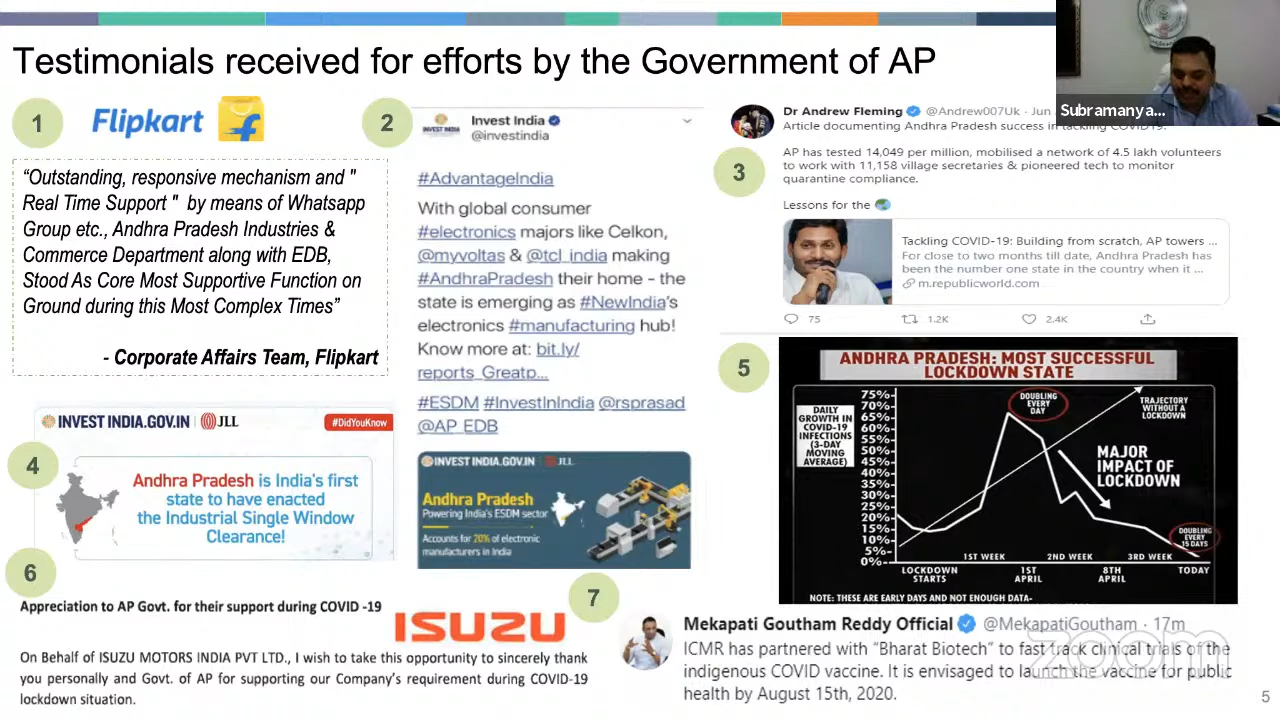 Testimonials received for efforts by the Government of AP
Subramanya...
1
Flipkart
“Outstanding, responsive mechanism and "
Real Time Support " by means of Whatsapp
Group etc., Andhra Pradesh Industries &
Commerce Department along with EDB,
Stood As Core Most Supportive Function on
Ground during this Most Complex Times”
- Corporate Affairs Team, Flipkart
2
Invest India
@investindia
#AdvantageIndia
With global consumer
#electronics majors like Celkon,
@myvoltas & @tcl_india making
#AndhraPradesh their home - the
state is emerging as #NewIndia's
electronics #manufacturing hub!
Know more at: bit.ly/
reports_Greatp...
#ESDM #InvestInIndia @rsprasad
@AP_EDB
INVEST INDIA.GOV.IN JLL
Andhra Pradesh
Powering India's ESDM sector
Accounts for 20% of electronic
manufacturers in India
3
Dr Andrew Fleming @Andrew007Uk · Jun
Article documenting Andhra Pradesh success in tackling COVID19.
AP has tested 14,049 per million, mobilised a network of 4.5 lakh volunteers
to work with 11,158 village secretaries & pioneered tech to monitor
quarantine compliance.
Lessons for the
Tackling COVID-19: Building from scratch, AP towers ...
For close to two months till date, Andhra Pradesh has
been the number one state in the country when it ...
m.republicworld.com
75 1.2K 2.4K
4
INVEST INDIA.GOV.IN JLL
#DidYouKnow
Andhra Pradesh is India's first
state to have enacted
the Industrial Single Window
Clearance!
5
ANDHRA PRADESH: MOST SUCCESSFUL
LOCKDOWN STATE
DAILY
GROWTH IN
COVID-19
INFECTIONS
(3-DAY
MOVING
AVERAGE)
75%-
70%-
65%-
60%-
55%-
50%-
45%-
40%-
35%-
30%-
25%-
20%-
15%-
10%-
5%-
0%-
DOUBLING
EVERY
DAY
TRAJECTORY
WITHOUT A
LOCKDOWN
MAJOR
IMPACT OF
LOCKDOWN
DOUBLING
EVERY
15 DAYS
1ST WEEK 2ND WEEK 3RD WEEK
LOCKDOWN
STARTS
1ST
APRIL
8TH
APRIL
TODAY
NOTE: THESE ARE EARLY DAYS AND NOT ENOUGH DATA-
6
Appreciation to AP Govt. for their support during COVID -19
ISUZU
On Behalf of ISUZU MOTORS INDIA PVT LTD., I wish to take this opportunity to sincerely thank
you personally and Govt. of AP for supporting our Company's requirement during COVID-19
lockdown situation.
7
Mekapati Goutham Reddy Official @MekapatiGoutham · 17m
ICMR has partnered with “Bharat Biotech” to fast track clinical trials of the
indigenous COVID vaccine. It is envisaged to launch the vaccine for public
health by August 15th, 2020.
zoom
5